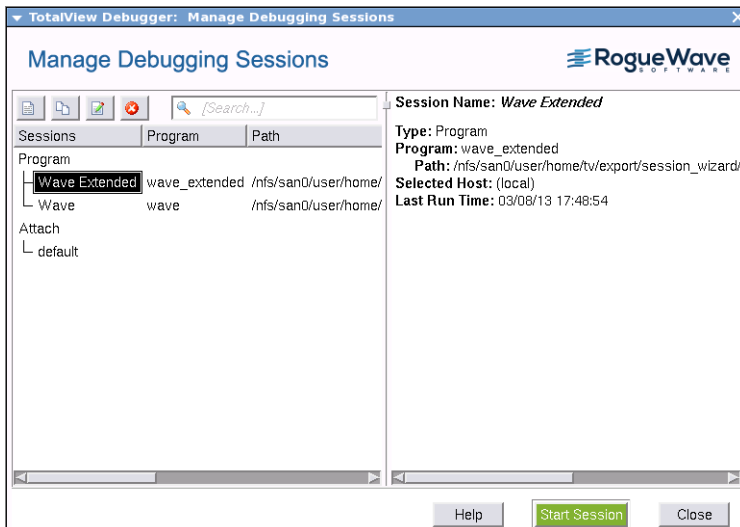 TotalView Debugger: Manage Debugging Sessions
Manage Debugging Sessions
RogueWave
SOFTWARE
[Search...]
Sessions Program Path
Program
Wave Extended wave_extended /nfs/san0/user/home/
Wave wave /nfs/san0/user/home/
Attach
default
Session Name: Wave Extended
Type: Program
Program: wave_extended
Path: /nfs/san0/user/home/tv/export/session_wizard/
Selected Host: (local)
Last Run Time: 03/08/13 17:48:54
Help Start Session Close